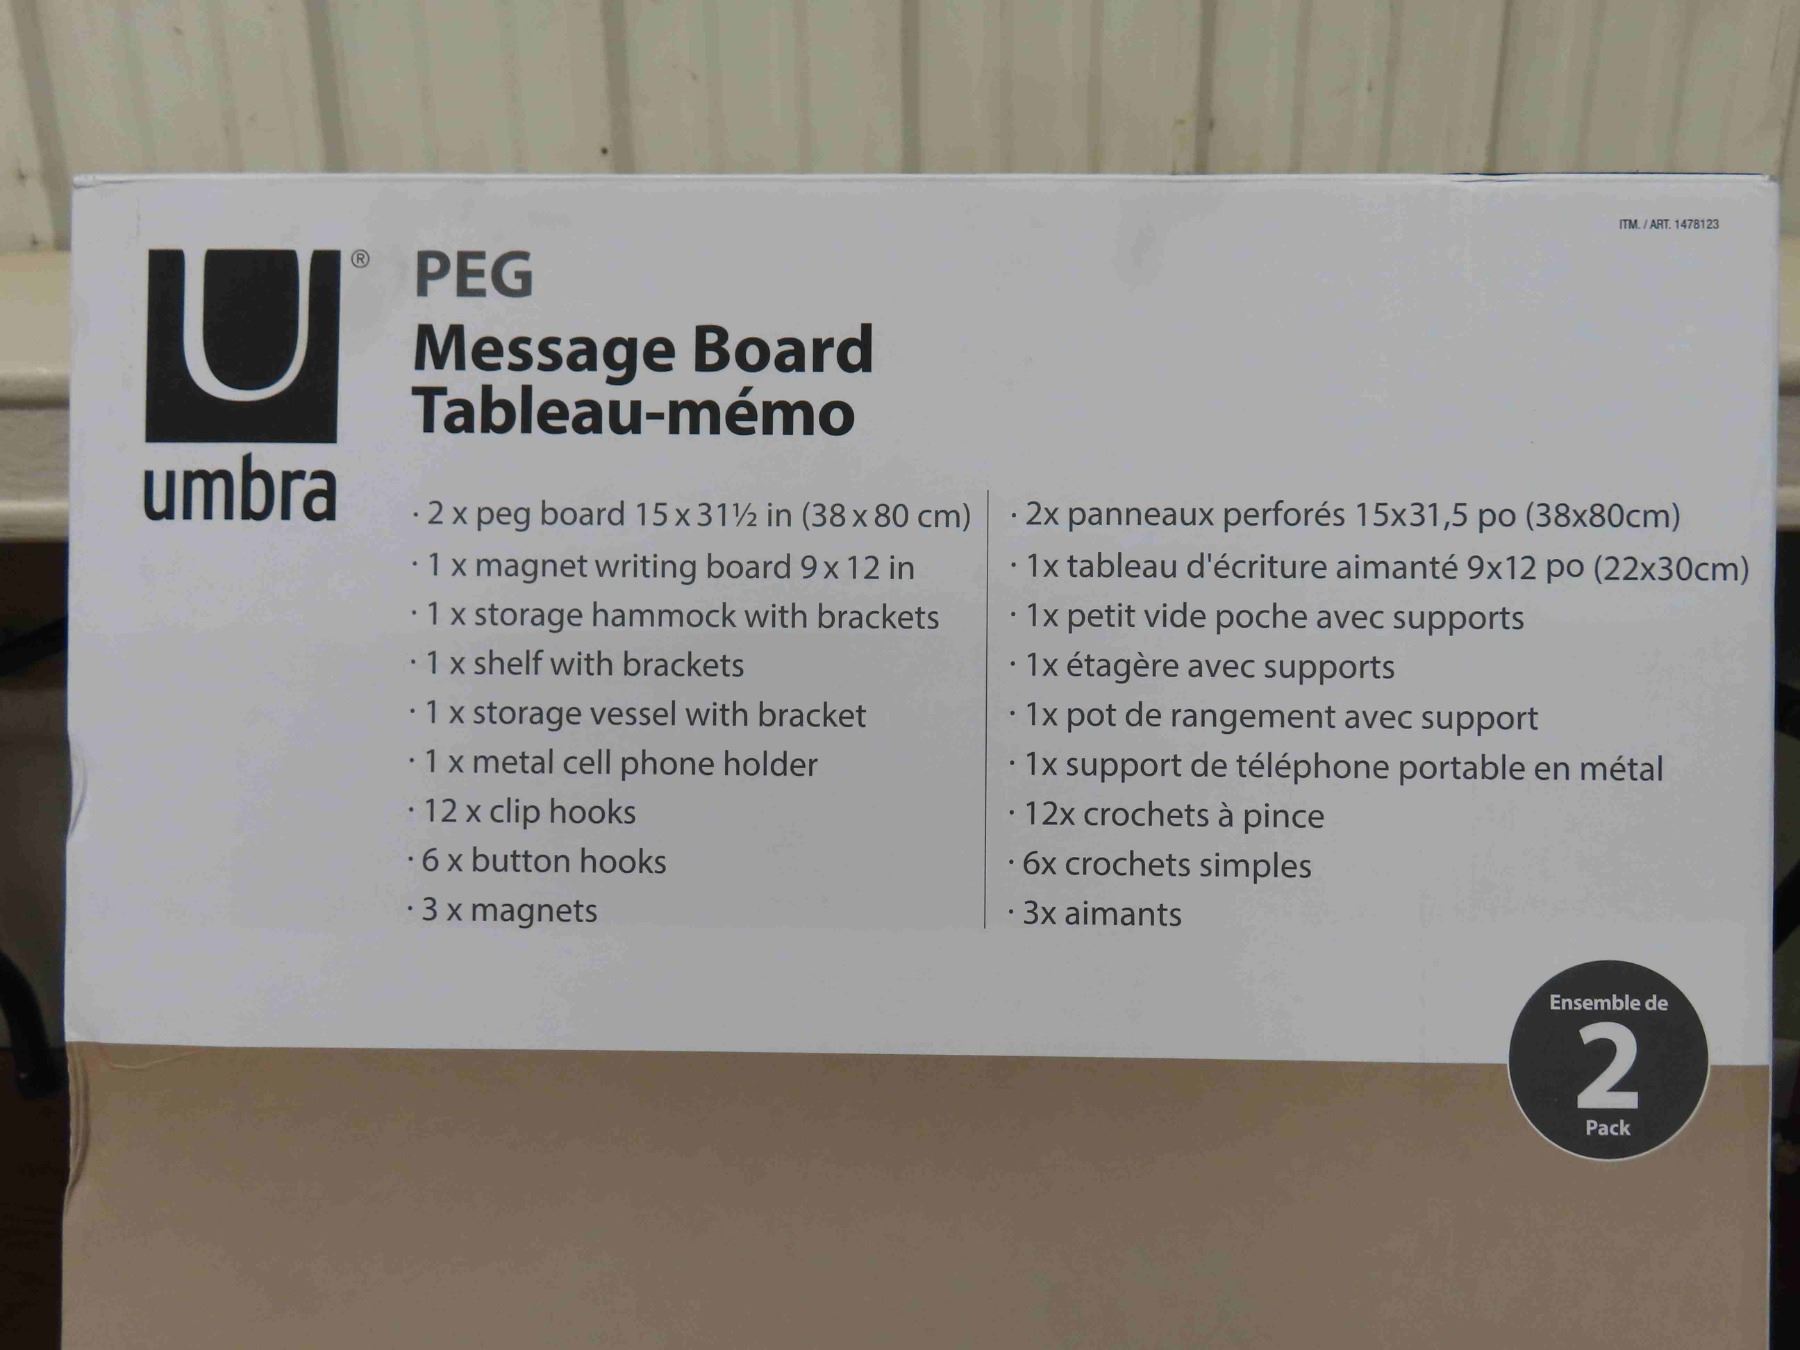 ITM. / ART. 1478123
U®
umbra
PEG
Message Board
Tableau-mémo
· 2 x peg board 15 x 31½ in (38 x 80 cm)
· 1 x magnet writing board 9 x 12 in
· 1 x storage hammock with brackets
· 1 x shelf with brackets
· 1 x storage vessel with bracket
· 1 x metal cell phone holder
· 12 x clip hooks
· 6 x button hooks
· 3 x magnets
· 2x panneaux perforés 15x31,5 po (38x80cm)
· 1x tableau d'écriture aimanté 9x12 po (22x30cm)
· 1x petit vide poche avec supports
· 1x étagère avec supports
· 1x pot de rangement avec support
· 1x support de téléphone portable en métal
· 12x crochets à pince
· 6x crochets simples
· 3x aimants
Ensemble de
2
Pack